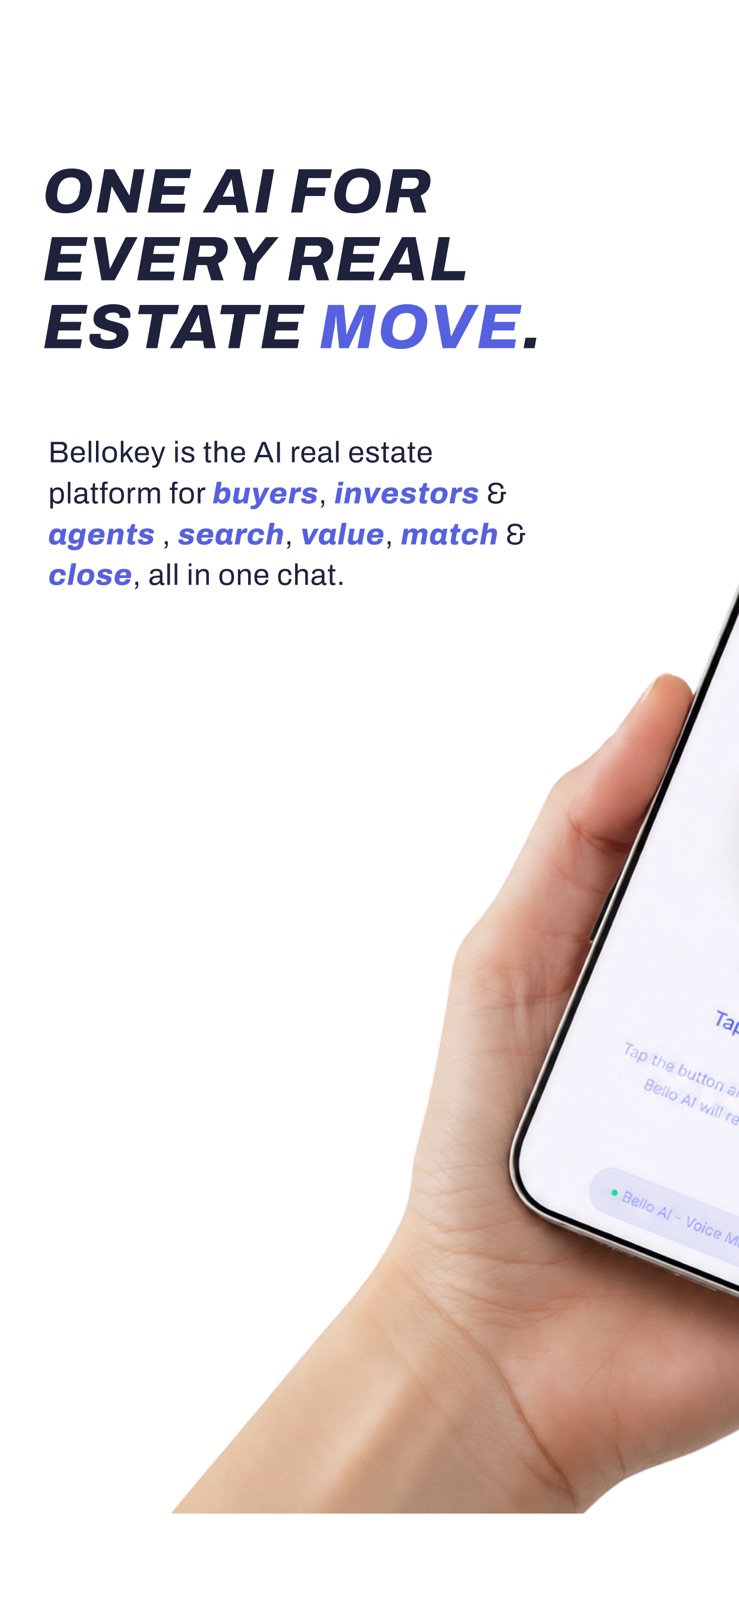 ONE AI FOR
EVERY REAL
ESTATE MOVE.
Bellokey is the AI real estate
platform for buyers, investors &
agents , search, value, match &
close, all in one chat.
Tap the button
Bello AI will
Bello AI - Voice